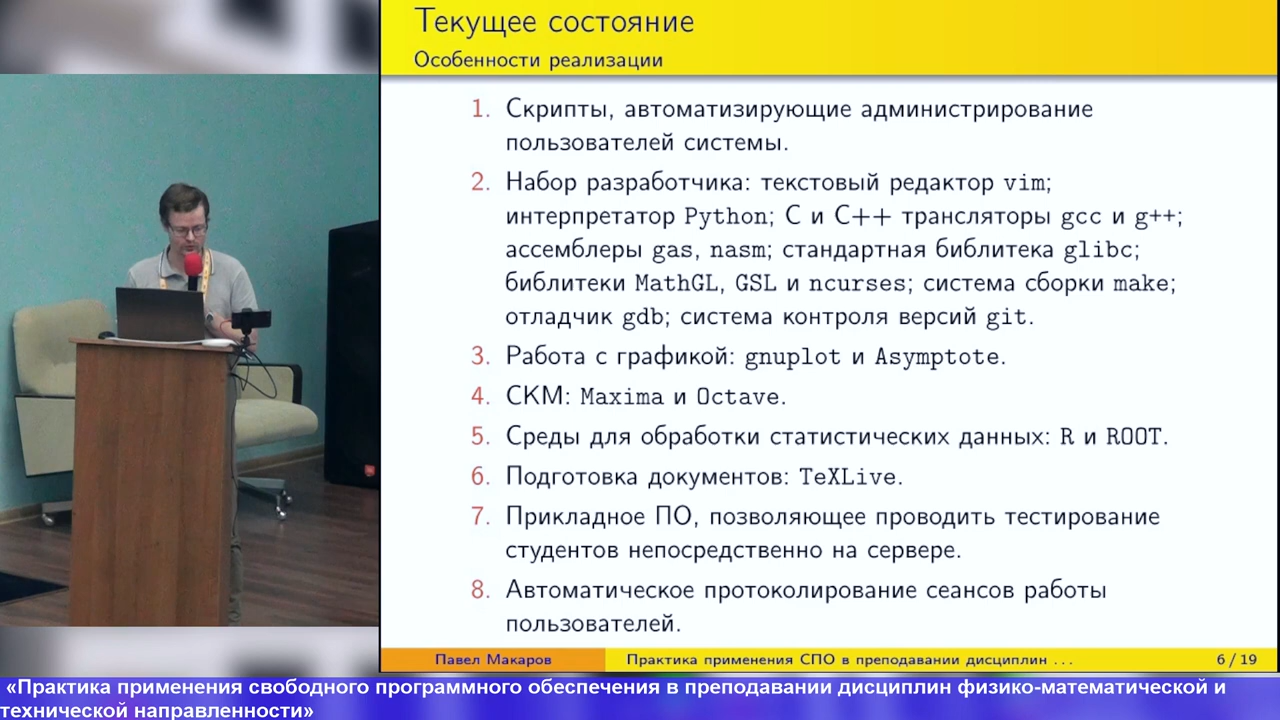 Текущее состояние
Особенности реализации
1. Скрипты, автоматизирующие администрирование
пользователей системы.
2. Набор разработчика: текстовый редактор vim;
интерпретатор Python; С и С++ трансляторы gcc и g++;
ассемблеры gas, nasm; стандартная библитека glibc;
библитеки MathGL, GSL и ncurses; система сборки make;
отладчик gdb; система контроля версий git.
3. Работа с графикой: gnuplot и Asymptote.
4. СКМ: Maxima и Octave.
5. Среды для обработки статистических данных: R и ROOT.
6. Подготовка документов: TeXLive.
7. Прикладное ПО, позволяющее проводить тестирование
студентов непосредственно на сервере.
8. Автоматическое протоколирование сеансов работы
пользователей.
Павел Макаров Практика применения СПО в преподавании дисциплин ... 6 / 19
«Практика применения свободного программного обеспечения в преподавании дисциплин физико-математической и
технической направленности»